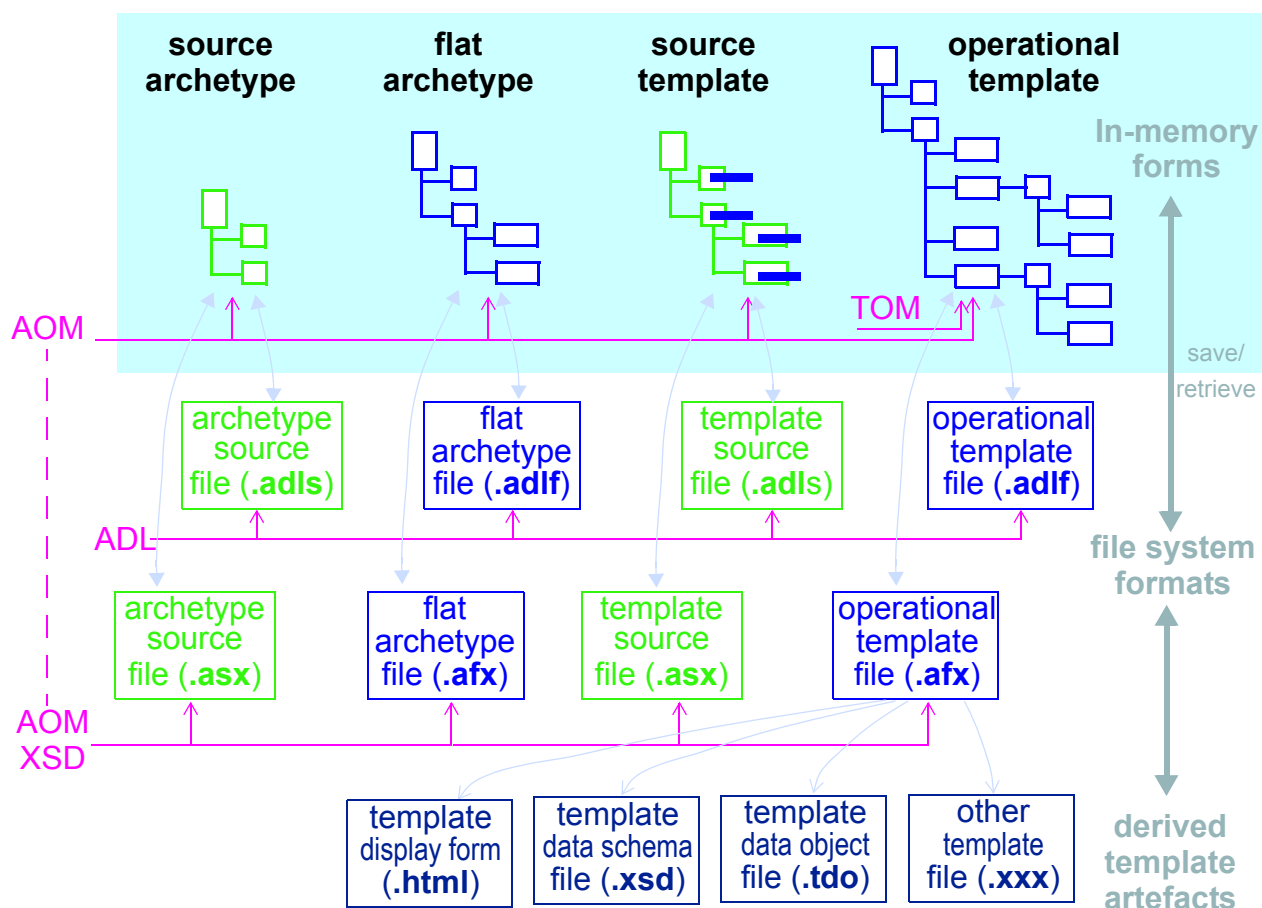 source
archetype
flat
archetype
source
template
operational
template
In-memory
forms
AOM
TOM
save/
retrieve
archetype
source
file (.adls)
flat
archetype
file (.adlf)
template
source
file (.adls)
operational
template
file (.adlf)
ADL
file system
formats
archetype
source
file (.asx)
flat
archetype
file (.afx)
template
source
file (.asx)
operational
template
file (.afx)
AOM
XSD
template
display form
(.html)
template
data schema
file (.xsd)
template
data object
file (.tdo)
other
template
file (.xxx)
derived
template
artefacts